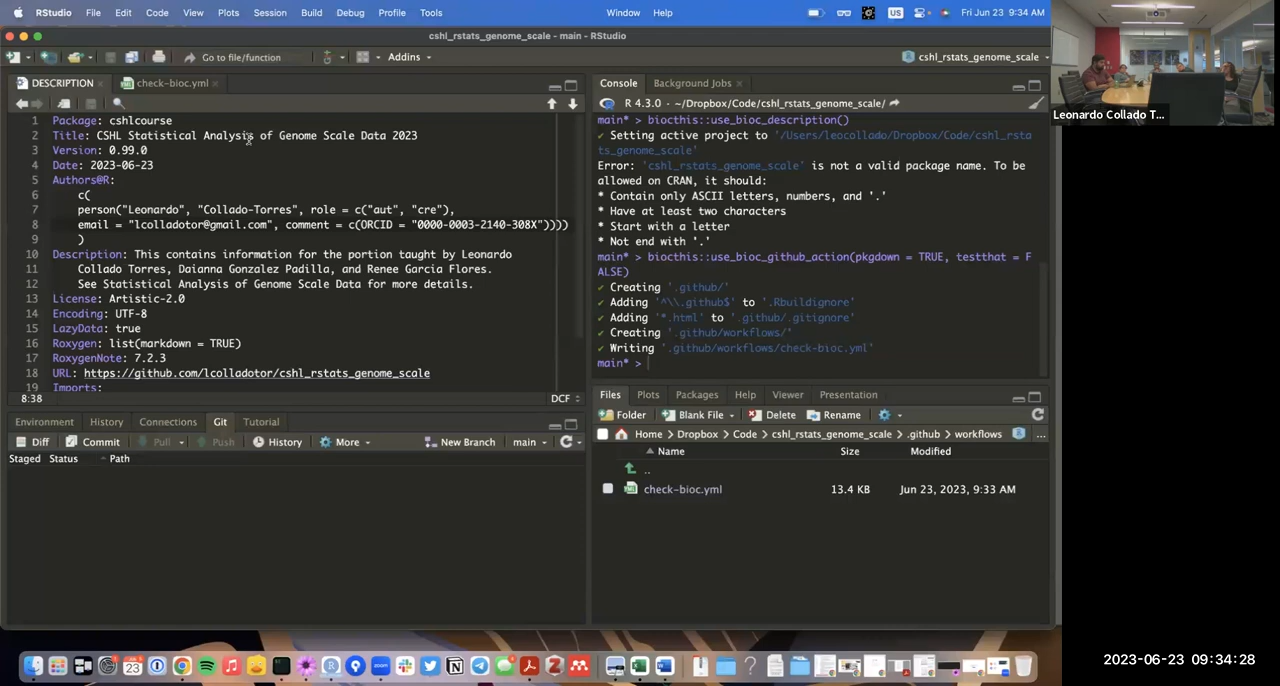 RStudio File Edit Code View Plots Session Build Debug Profile Tools Window Help US Fri Jun 23 9:34 AM
cshl_rstats_genome_scale - main - RStudio
Go to file/function Addins cshl_rstats_genome_scale
DESCRIPTION check-bioc.yml
1 Package: cshlcourse
2 Title: CSHL Statistical Analysis of Genome Scale Data 2023
3 Version: 0.99.0
4 Date: 2023-06-23
5 Authors@R:
6 c(
7 person("Leonardo", "Collado-Torres", role = c("aut", "cre"),
8 email = "lcolladotor@gmail.com", comment = c(ORCID = "0000-0003-2140-308X"))))
9 )
10 Description: This contains information for the portion taught by Leonardo
11 Collado Torres, Daianna Gonzalez Padilla, and Renee Garcia Flores.
12 See Statistical Analysis of Genome Scale Data for more details.
13 License: Artistic-2.0
14 Encoding: UTF-8
15 LazyData: true
16 Roxygen: list(markdown = TRUE)
17 RoxygenNote: 7.2.3
18 URL: https://github.com/lcolladotor/cshl_rstats_genome_scale
19 Imports:
8:38 DCF
Environment History Connections Git Tutorial
Diff Commit Pull Push History More New Branch main
Staged Status Path
Console Background Jobs
R 4.3.0 · ~/Dropbox/Code/cshl_rstats_genome_scale/
main* > biocthis::use_bioc_description()
✔ Setting active project to '/Users/leocollado/Dropbox/Code/cshl_rsta
ts_genome_scale'
Error: 'cshl_rstats_genome_scale' is not a valid package name. To be
allowed on CRAN, it should:
* Contain only ASCII letters, numbers, and '.'
* Have at least two characters
* Start with a letter
* Not end with '.'
main* > biocthis::use_bioc_github_action(pkgdown = TRUE, testthat = F
ALSE)
✔ Creating '.github/'
✔ Adding '^\\.github$' to '.Rbuildignore'
✔ Adding '*.html' to '.github/.gitignore'
✔ Creating '.github/workflows/'
✔ Writing '.github/workflows/check-bioc.yml'
main* >
Files Plots Packages Help Viewer Presentation
Folder Blank File Delete Rename
Home > Dropbox > Code > cshl_rstats_genome_scale > .github > workflows ...
Name Size Modified
..
check-bioc.yml 13.4 KB Jun 23, 2023, 9:33 AM
Leonardo Collado T...
2023-06-23 09:34:28